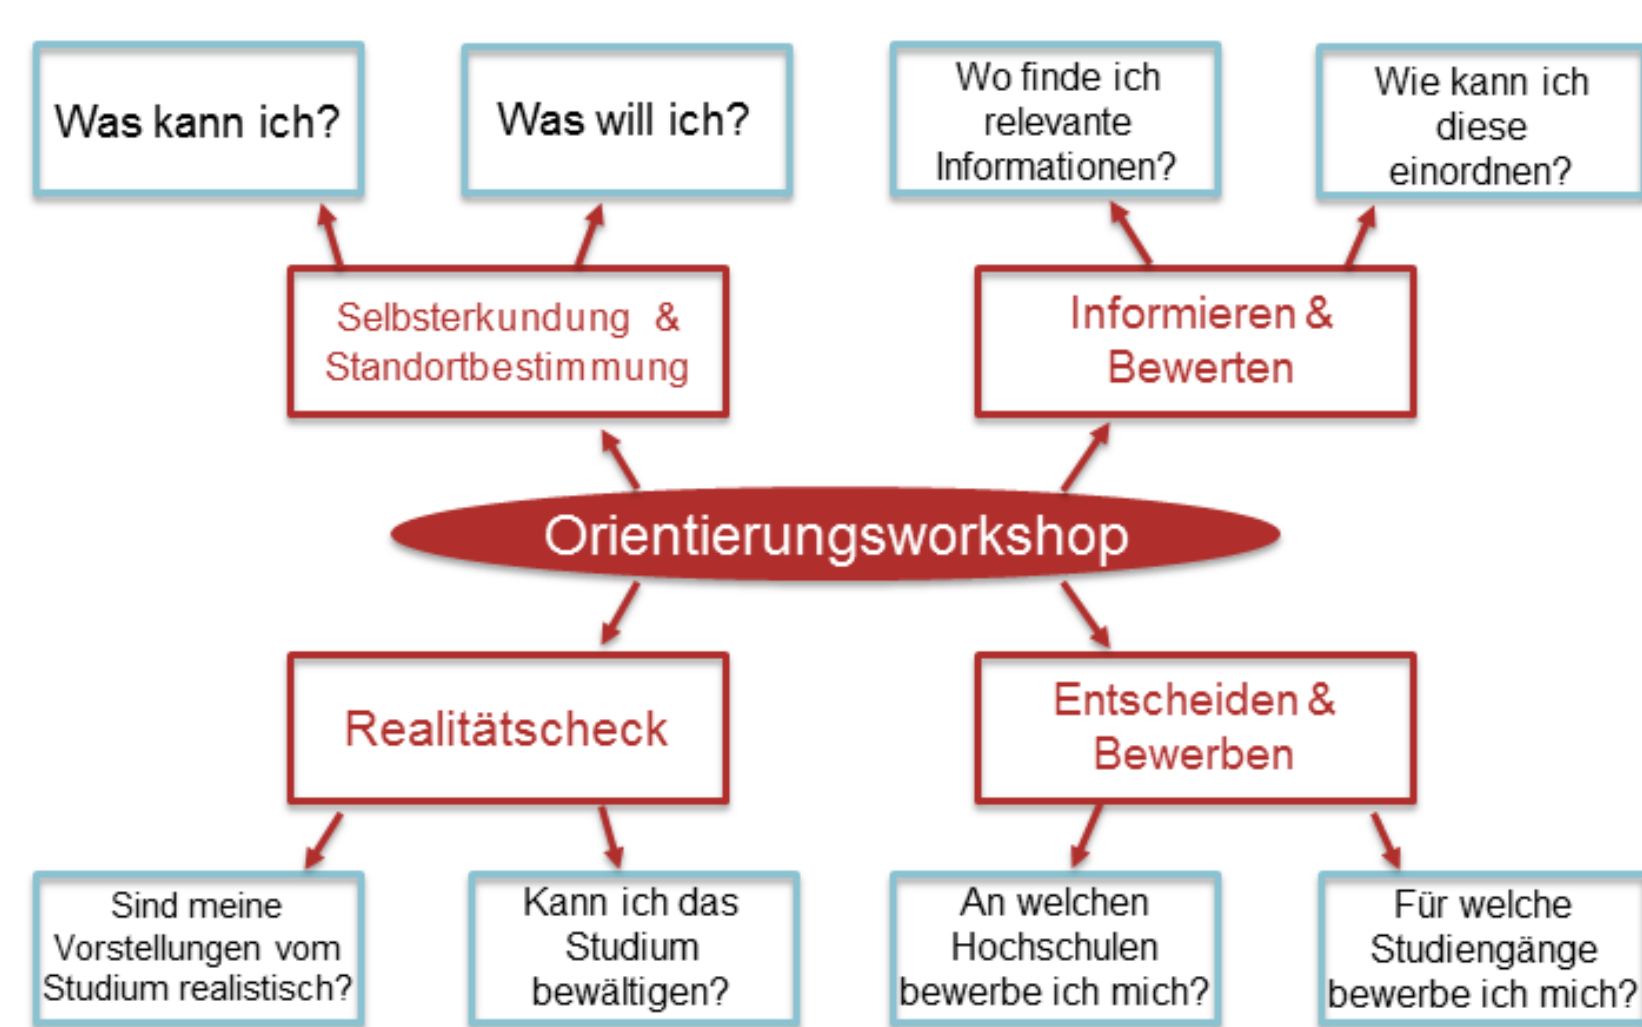 Was kann ich?
Was will ich?
Wo finde ich
relevante
Informationen?
Wie kann ich
diese
einordnen?
Selbsterkundung &
Standortbestimmung
Informieren &
Bewerten
Orientierungsworkshop
Realitätscheck
Entscheiden &
Bewerben
Sind meine
Vorstellungen vom
Studium realistisch?
Kann ich das
Studium
bewältigen?
An welchen
Hochschulen
bewerbe ich mich?
Für welche
Studiengänge
bewerbe ich mich?